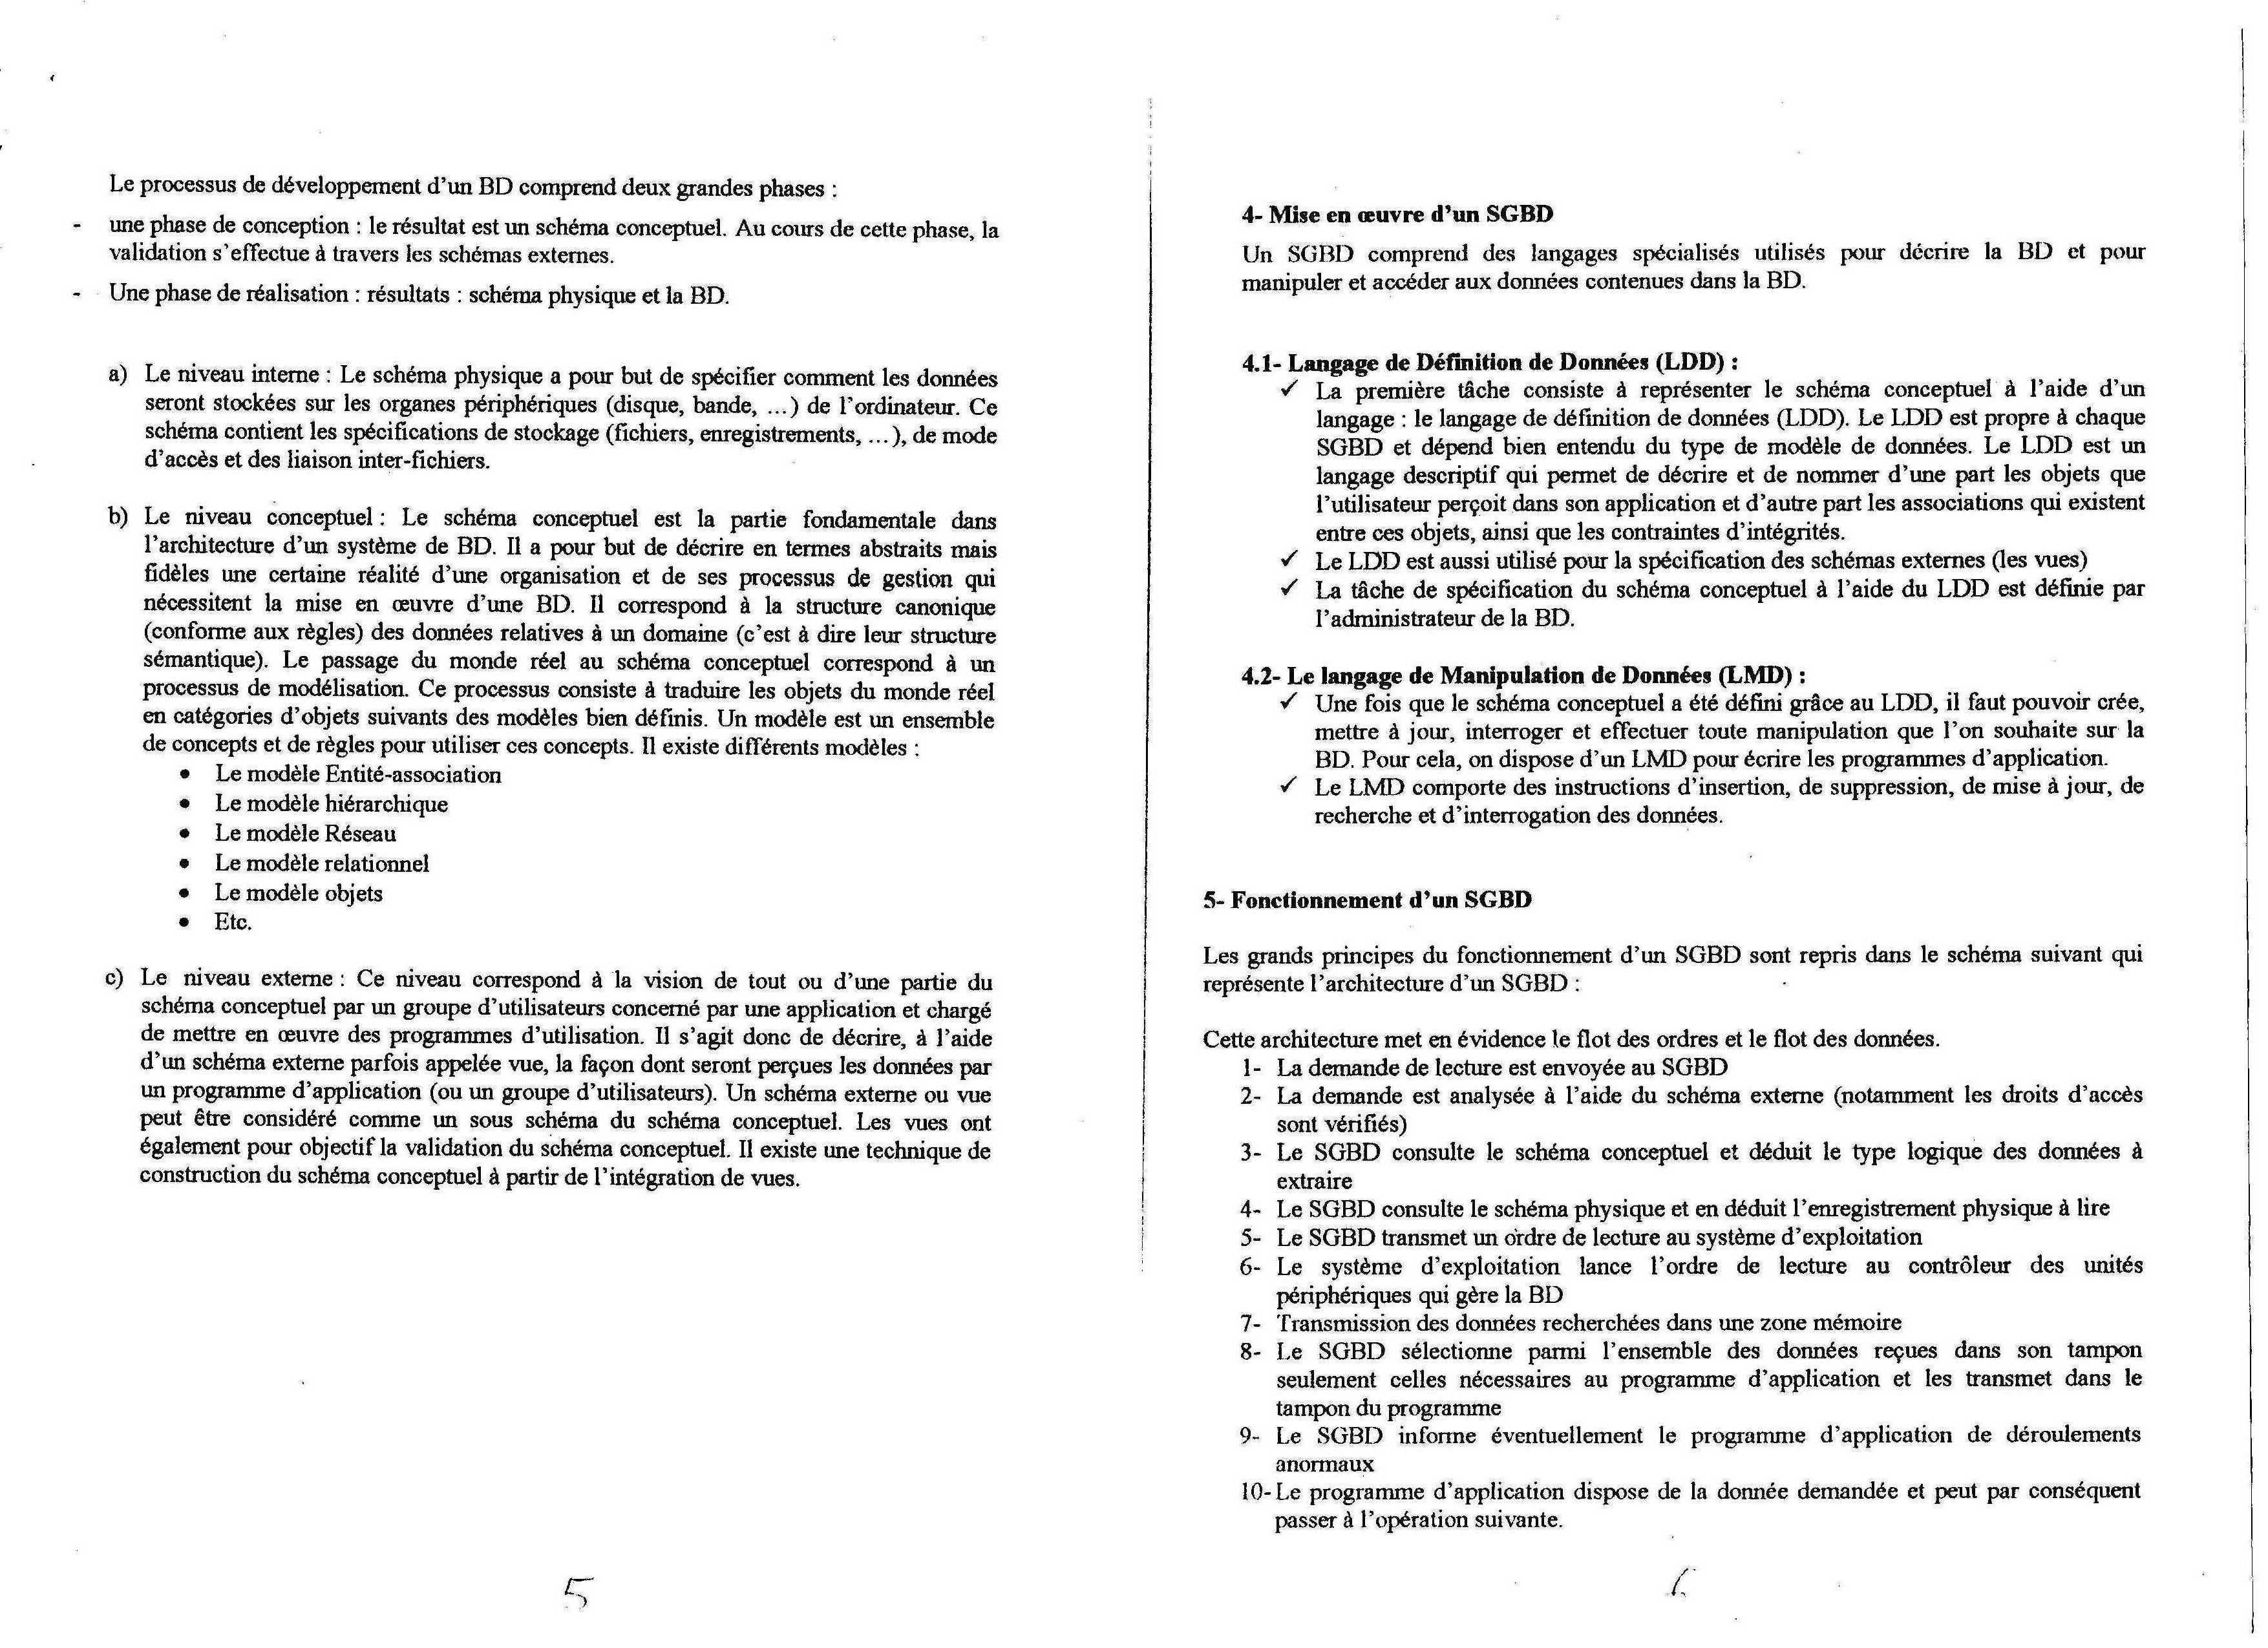 Le processus de développement d'un BD comprend deux grandes phases :
- une phase de conception : le résultat est un schéma conceptuel. Au cours de cette phase, la
validation s'effectue à travers les schémas externes.
- Une phase de réalisation : résultats : schéma physique et la BD.
a) Le niveau interne : Le schéma physique a pour but de spécifier comment les données
seront stockées sur les organes périphériques (disque, bande, ...) de l'ordinateur. Ce
schéma contient les spécifications de stockage (fichiers, enregistrements, ...), de mode
d'accès et des liaison inter-fichiers.
b) Le niveau conceptuel : Le schéma conceptuel est la partie fondamentale dans
l'architecture d'un système de BD. Il a pour but de décrire en termes abstraits mais
fidèles une certaine réalité d'une organisation et de ses processus de gestion qui
nécessitent la mise en œuvre d'une BD. Il correspond à la structure canonique
(conforme aux règles) des données relatives à un domaine (c'est à dire leur structure
sémantique). Le passage du monde réel au schéma conceptuel correspond à un
processus de modélisation. Ce processus consiste à traduire les objets du monde réel
en catégories d'objets suivants des modèles bien définis. Un modèle est un ensemble
de concepts et de règles pour utiliser ces concepts. Il existe différents modèles :
• Le modèle Entité-association
• Le modèle hiérarchique
• Le modèle Réseau
• Le modèle relationnel
• Le modèle objets
• Etc.
c) Le niveau externe : Ce niveau correspond à la vision de tout ou d'une partie du
schéma conceptuel par un groupe d'utilisateurs concerné par une application et chargé
de mettre en œuvre des programmes d'utilisation. Il s'agit donc de décrire, à l'aide
d'un schéma externe parfois appelée vue, la façon dont seront perçues les données par
un programme d'application (ou un groupe d'utilisateurs). Un schéma externe ou vue
peut être considéré comme un sous schéma du schéma conceptuel. Les vues ont
également pour objectif la validation du schéma conceptuel. Il existe une technique de
construction du schéma conceptuel à partir de l'intégration de vues.
5
4- Mise en œuvre d'un SGBD
Un SGBD comprend des langages spécialisés utilisés pour décrire la BD et pour
manipuler et accéder aux données contenues dans la BD.
4.1- Langage de Définition de Données (LDD) :
✓ La première tâche consiste à représenter le schéma conceptuel à l'aide d'un
langage : le langage de définition de données (LDD). Le LDD est propre à chaque
SGBD et dépend bien entendu du type de modèle de données. Le LDD est un
langage descriptif qui permet de décrire et de nommer d'une part les objets que
l'utilisateur perçoit dans son application et d'autre part les associations qui existent
entre ces objets, ainsi que les contraintes d'intégrités.
✓ Le LDD est aussi utilisé pour la spécification des schémas externes (les vues)
✓ La tâche de spécification du schéma conceptuel à l'aide du LDD est définie par
l'administrateur de la BD.
4.2- Le langage de Manipulation de Données (LMD) :
✓ Une fois que le schéma conceptuel a été défini grâce au LDD, il faut pouvoir crée,
mettre à jour, interroger et effectuer toute manipulation que l'on souhaite sur la
BD. Pour cela, on dispose d'un LMD pour écrire les programmes d'application.
✓ Le LMD comporte des instructions d'insertion, de suppression, de mise à jour, de
recherche et d'interrogation des données.
5- Fonctionnement d'un SGBD
Les grands principes du fonctionnement d'un SGBD sont repris dans le schéma suivant qui
représente l'architecture d'un SGBD :
Cette architecture met en évidence le flot des ordres et le flot des données.
1- La demande de lecture est envoyée au SGBD
2- La demande est analysée à l'aide du schéma externe (notamment les droits d'accès
sont vérifiés)
3- Le SGBD consulte le schéma conceptuel et déduit le type logique des données à
extraire
4- Le SGBD consulte le schéma physique et en déduit l'enregistrement physique à lire
5- Le SGBD transmet un ordre de lecture au système d'exploitation
6- Le système d'exploitation lance l'ordre de lecture au contrôleur des unités
périphériques qui gère la BD
7- Transmission des données recherchées dans une zone mémoire
8- Le SGBD sélectionne parmi l'ensemble des données reçues dans son tampon
seulement celles nécessaires au programme d'application et les transmet dans le
tampon du programme
9- Le SGBD informe éventuellement le programme d'application de déroulements
anormaux
10- Le programme d'application dispose de la donnée demandée et peut par conséquent
passer à l'opération suivante.